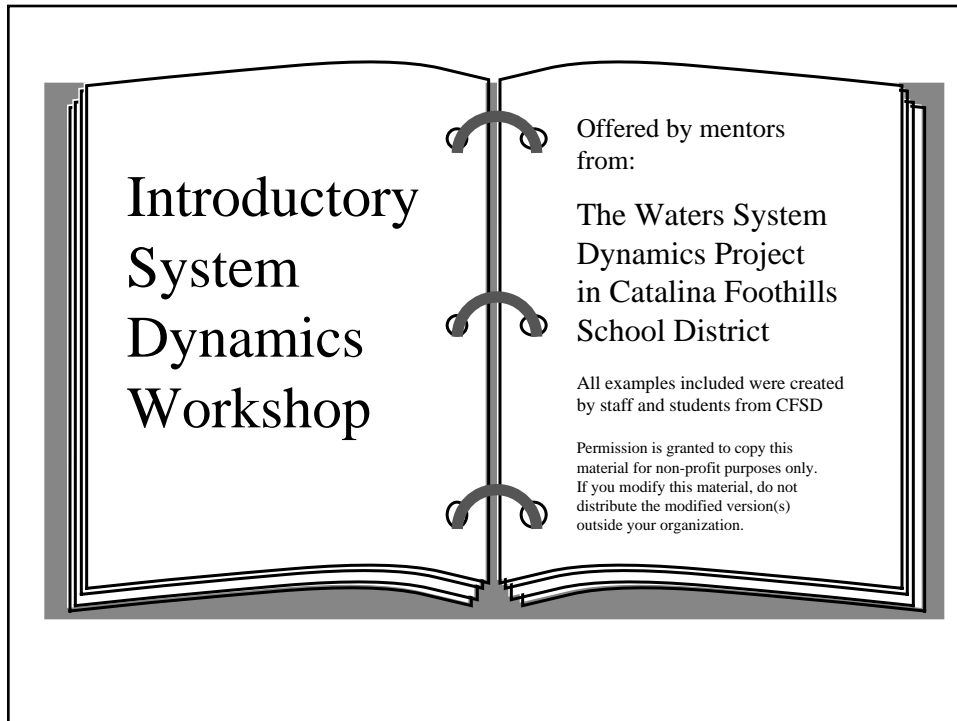 Introductory
System
Dynamics
Workshop
Offered by mentors
from:
The Waters System
Dynamics Project
in Catalina Foothills
School District
All examples included were created
by staff and students from CFSD
Permission is granted to copy this
material for non-profit purposes only.
If you modify this material, do not
distribute the modified version(s)
outside your organization.